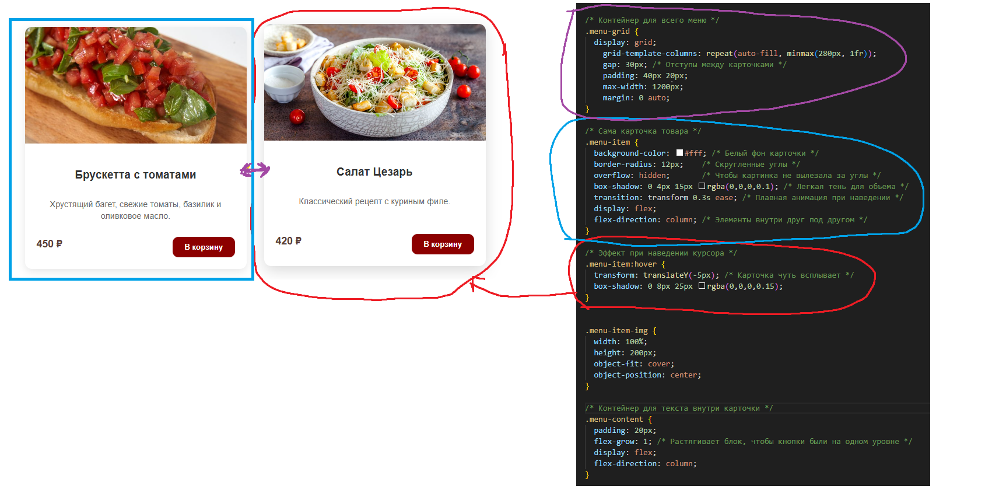 Брускетта с томатами
Хрустящий багет, свежие томаты, базилик и
оливковое масло.
450 ₽
В корзину
Салат Цезарь
Классический рецепт с куриным филе.
420 ₽
В корзину
/* Контейнер для всего меню */
.menu-grid {
  display: grid;
    grid-template-columns: repeat(auto-fill, minmax(280px, 1fr));
    gap: 30px; /* Отступы между карточками */
    padding: 40px 20px;
    max-width: 1200px;
    margin: 0 auto;
}
/* Сама карточка товара */
.menu-item {
  background-color: #fff; /* Белый фон карточки */
  border-radius: 12px;    /* Скругленные углы */
  overflow: hidden;       /* Чтобы картинка не вылезала за углы */
  box-shadow: 0 4px 15px rgba(0,0,0,0.1); /* Легкая тень для объема */
  transition: transform 0.3s ease; /* Плавная анимация при наведении */
  display: flex;
  flex-direction: column; /* Элементы внутри друг под другом */
}
/* Эффект при наведении курсора */
.menu-item:hover {
  transform: translateY(-5px); /* Карточка чуть всплывает */
  box-shadow: 0 8px 25px rgba(0,0,0,0.15);
}
.menu-item-img {
  width: 100%;
  height: 200px;
  object-fit: cover;
  object-position: center;
}
/* Контейнер для текста внутри карточки */
.menu-content {
  padding: 20px;
  flex-grow: 1; /* Растягивает блок, чтобы кнопки были на одном уровне */
  display: flex;
  flex-direction: column;
}